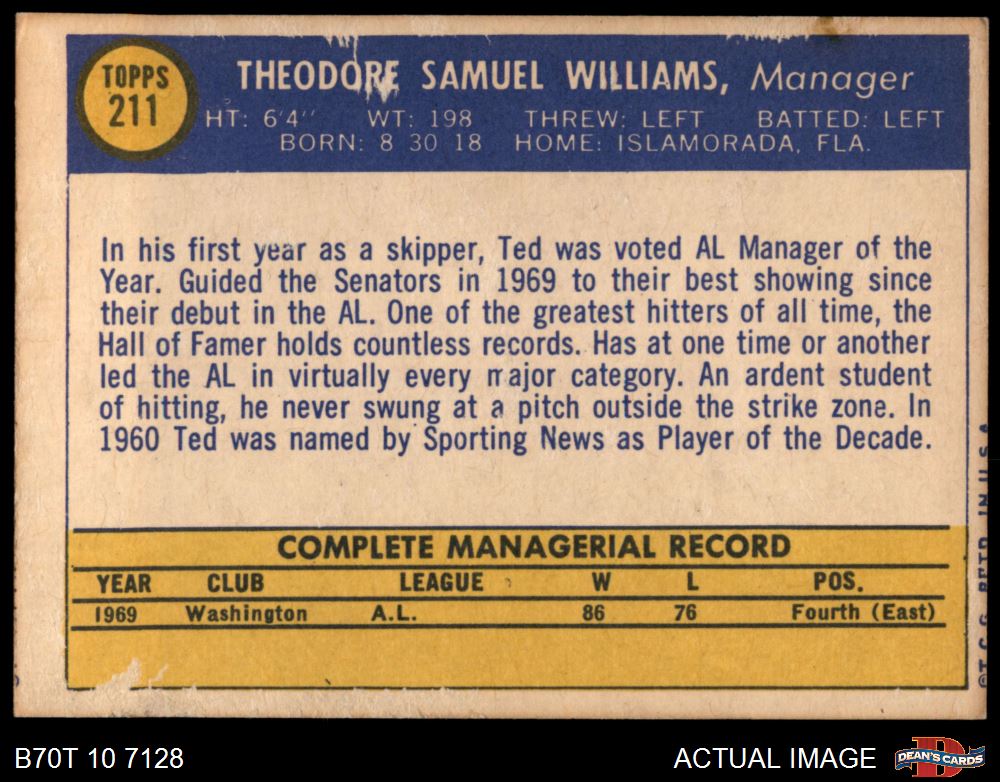 TOPPS
211
THEODORE SAMUEL WILLIAMS, Manager
HT: 6'4" WT: 198 THREW: LEFT BATTED: LEFT
BORN: 8 30 18 HOME: ISLAMORADA, FLA.
In his first year as a skipper, Ted was voted AL Manager of the
Year. Guided the Senators in 1969 to their best showing since
their debut in the AL. One of the greatest hitters of all time, the
Hall of Famer holds countless records. Has at one time or another
led the AL in virtually every major category. An ardent student
of hitting, he never swung at a pitch outside the strike zone. In
1960 Ted was named by Sporting News as Player of the Decade.
COMPLETE MANAGERIAL RECORD
YEAR CLUB LEAGUE W L POS.
1969 Washington A.L. 86 76 Fourth (East)
©T.C.G. PRTD. IN U.S.A.
B70T 10 7128
ACTUAL IMAGE
D
DEAN'S CARDS